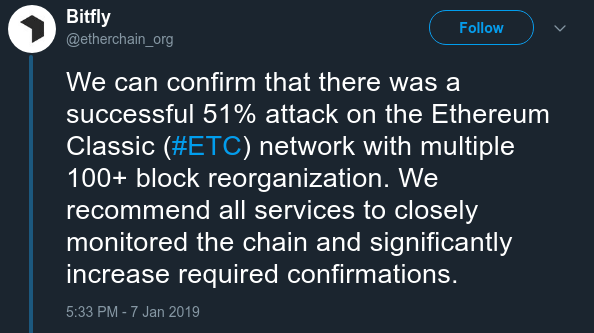 Bitfly
@etherchain_org
Follow
We can confirm that there was a
successful 51% attack on the Ethereum
Classic (#ETC) network with multiple
100+ block reorganization. We
recommend all services to closely
monitored the chain and significantly
increase required confirmations.
5:33 PM - 7 Jan 2019